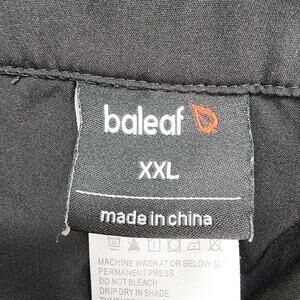 baleaf
XXL
made in china
MACHINE WASH AT OR BELOW 30°
PERMANENT PRESS
DO NOT BLEACH
DRIP DRY IN SHADE